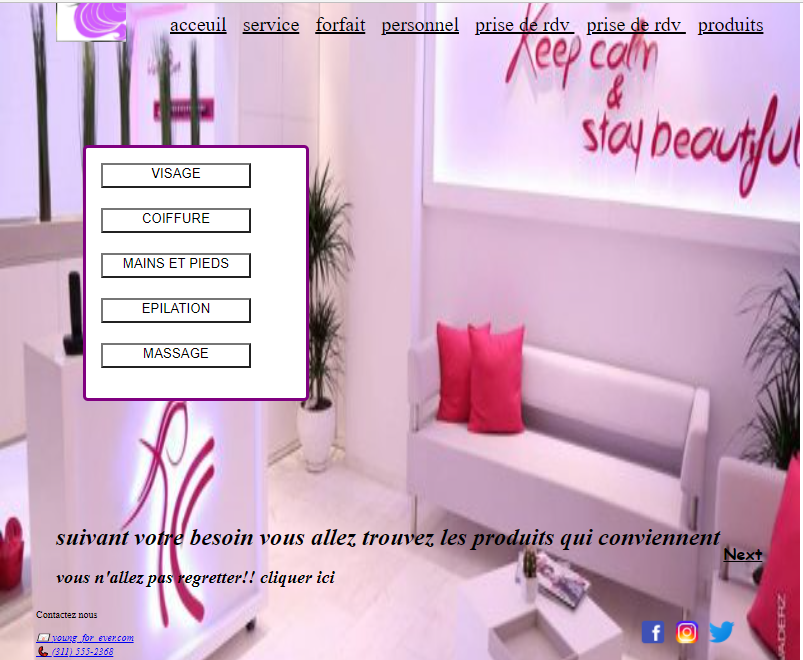 acceuil service forfait personnel prise de rdv prise de rdv produits
Keep calm
&
stay beautiful
VISAGE
COIFFURE
MAINS ET PIEDS
EPILATION
MASSAGE
suivant votre besoin vous allez trouvez les produits qui conviennent
Next
vous n'allez pas regretter!! cliquer ici
Contactez nous
young_for_ever.com
(311) 555-2368
VADERZ